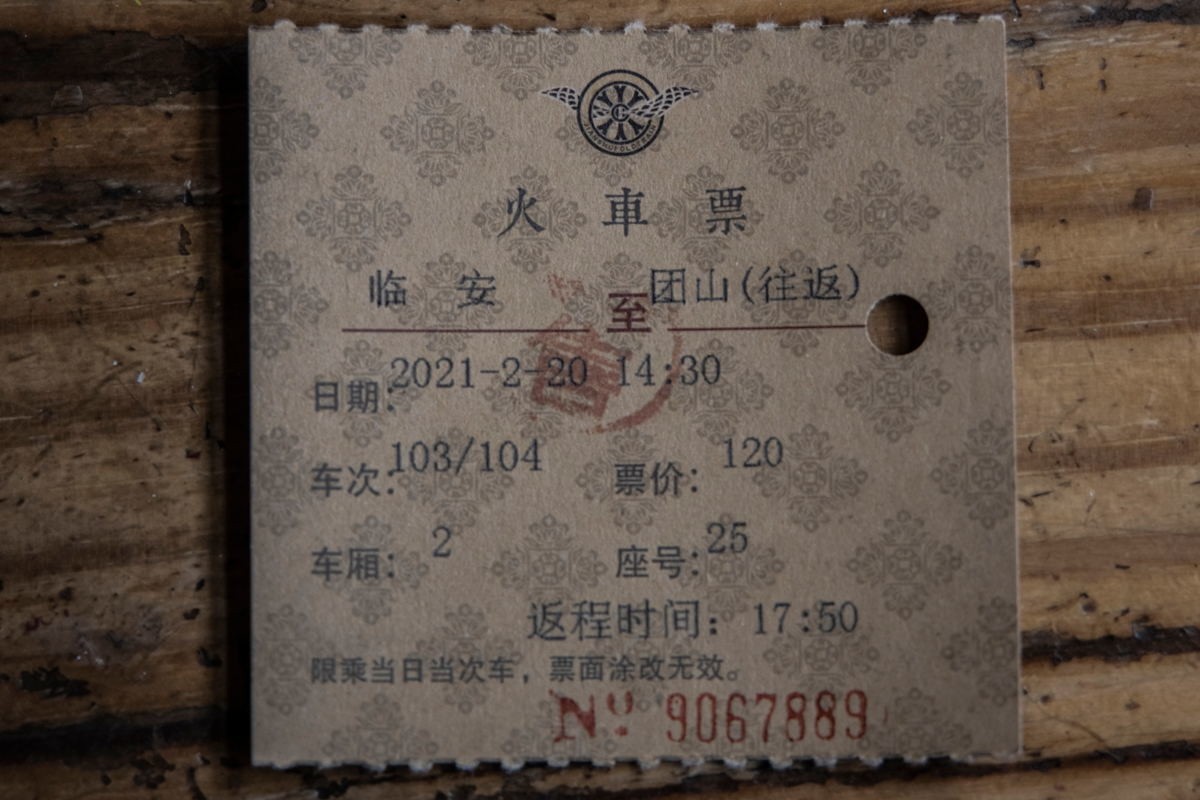 火車票
临安 至 团山(往返)
日期:2021-2-20 14:30
车次:103/104 票价: 120
车厢: 2 座号:25
返程时间: 17:50
限乘当日当次车，票面涂改无效。
Nº 9067889